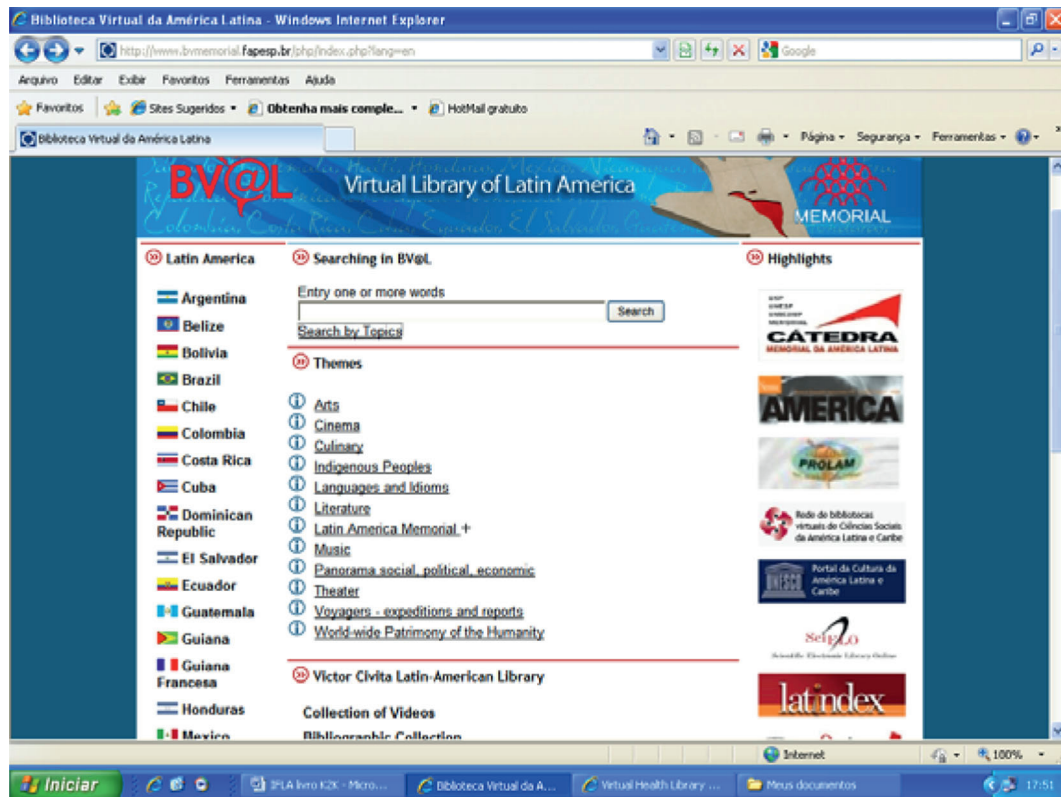 Biblioteca Virtual da América Latina - Windows Internet Explorer
http://www.bvmemorial.fapesp.br/php/index.php?lang=en
Google
Arquivo Editar Exibir Favoritos Ferramentas Ajuda
Favoritos Sites Sugeridos Obtenha mais comple... HotMail gratuito
Biblioteca Virtual da América Latina
Página Segurança Ferramentas
BV@L Virtual Library of Latin America
MEMORIAL
Latin America
Argentina
Belize
Bolivia
Brazil
Chile
Colombia
Costa Rica
Cuba
Dominican
Republic
El Salvador
Ecuador
Guatemala
Guiana
Guiana
Francesa
Honduras
Mexico
Searching in BV@L
Entry one or more words
Search
Search by Topics
Themes
Arts
Cinema
Culinary
Indigenous Peoples
Languages and Idioms
Literature
Latin America Memorial +
Music
Panorama social, political, economic
Theater
Voyagers - expeditions and reports
World-wide Patrimony of the Humanity
Victor Civita Latin-American Library
Collection of Videos
Bibliographic Collection
Highlights
CÁTEDRA
MEMORIAL DA AMÉRICA LATINA
AMERICA
PROLAM
Rede de bibliotecas
virtuais de Ciências Sociais
da América Latina e Caribe
UNESCO
Portal da Cultura da
América Latina e
Caribe
SciELO
Scientific Electronic Library Online
latindex
Internet
100%
Iniciar
IFLA livro K2K - Micro...
Biblioteca Virtual da A...
Virtual Health Library ...
Meus documentos
17:51